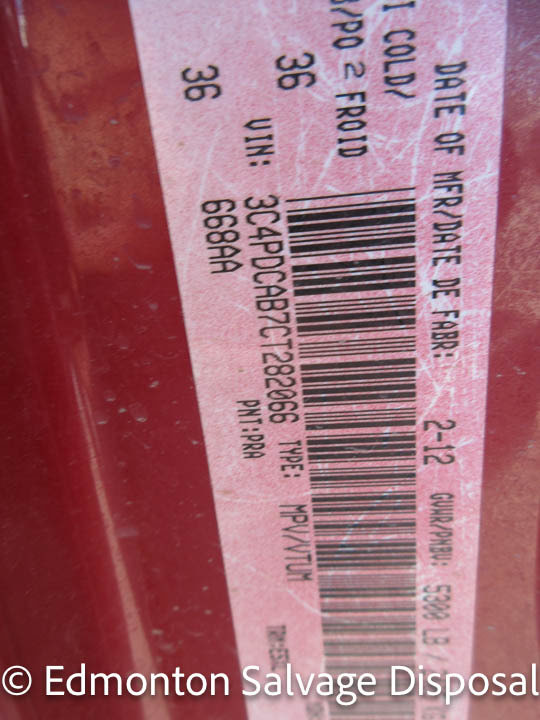 DATE OF MFR/DATE DE FABR: 2-12 GVWR/PNBV: 5300 LB/
COLD/
PO 2 FROID
36
VIN: 3C4PDCAB7CT282066 TYPE: MPV/VTUM
36
668AA
PNT:PRA
© Edmonton Salvage Disposal